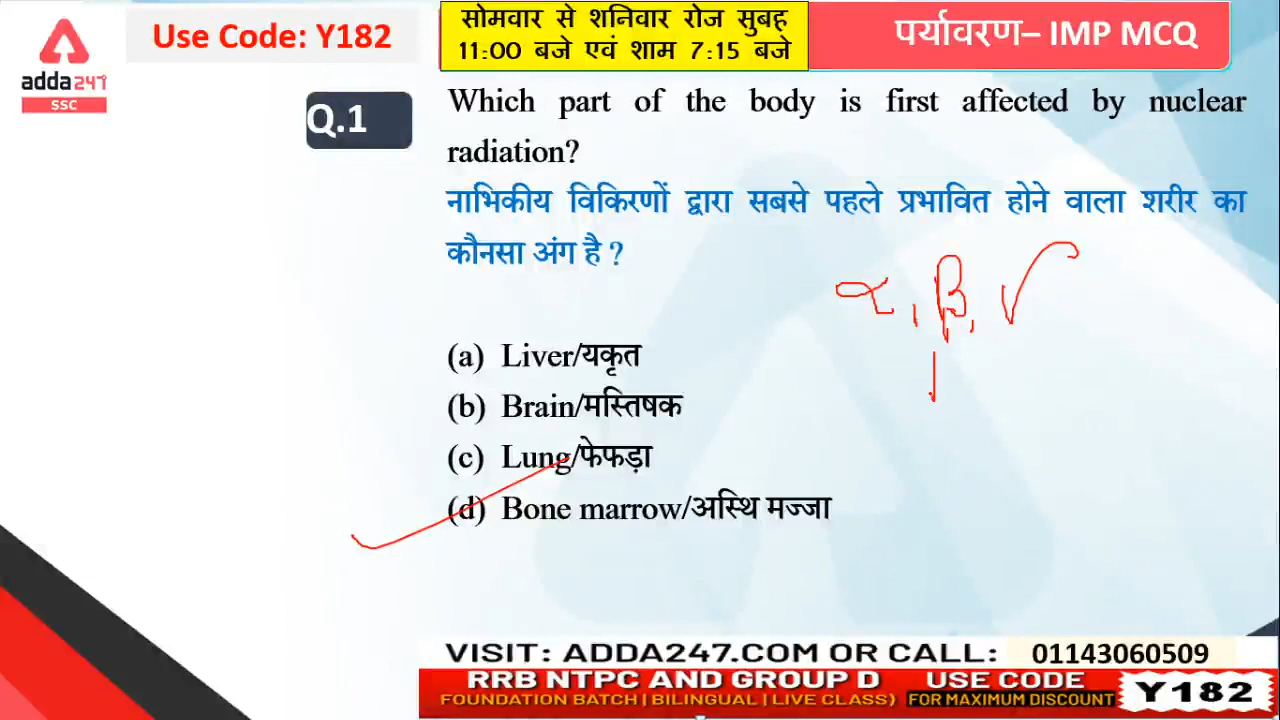 Use Code: Y182
सोमवार से शनिवार रोज सुबह
11:00 बजे एवं शाम 7:15 बजे
पर्यावरण– IMP MCQ
adda247
SSC
Q.1
Which part of the body is first affected by nuclear
radiation?
नाभिकीय विकिरणों द्वारा सबसे पहले प्रभावित होने वाला शरीर का
कौनसा अंग है ?
α, β, γ
(a) Liver/यकृत
(b) Brain/मस्तिषक
(c) Lung/फेफड़ा
(d) Bone marrow/अस्थि मज्जा
VISIT: ADDA247.COM OR CALL: 01143060509
RRB NTPC AND GROUP D
FOUNDATION BATCH | BILINGUAL | LIVE CLASS)
USE CODE
FOR MAXIMUM DISCOUNT
Y182